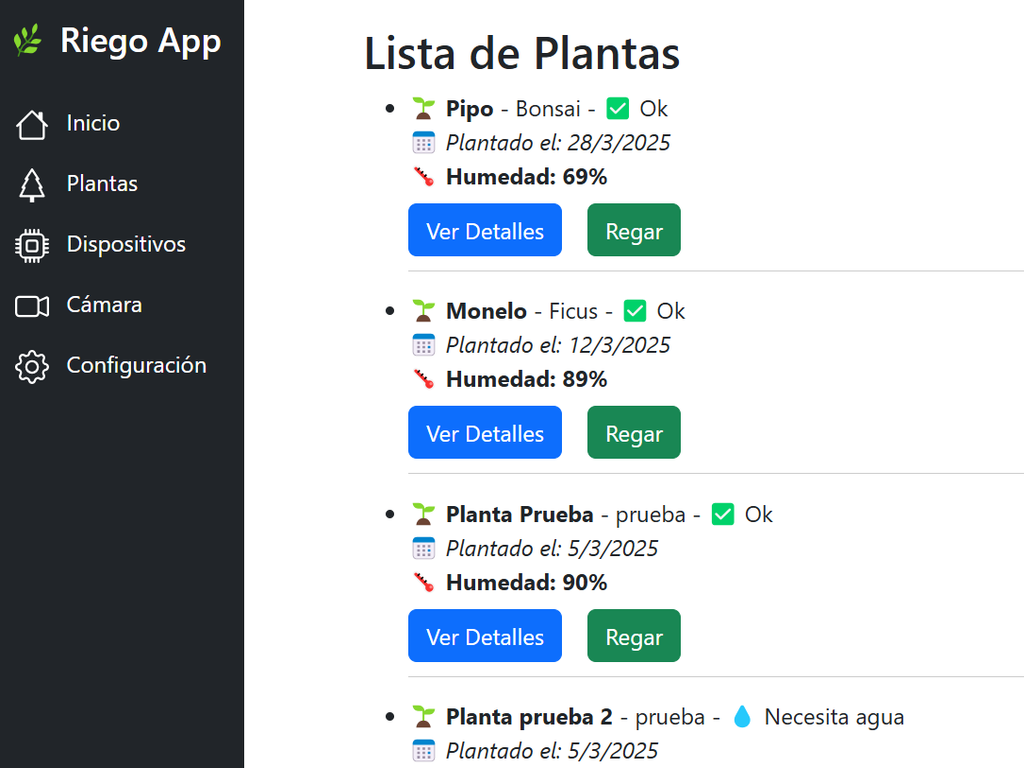 Riego App
Inicio
Plantas
Dispositivos
Cámara
Configuración
Lista de Plantas
Pipo - Bonsai - ✅ Ok
Plantado el: 28/3/2025
Humedad: 69%
Ver Detalles
Regar
Monelo - Ficus - ✅ Ok
Plantado el: 12/3/2025
Humedad: 89%
Ver Detalles
Regar
Planta Prueba - prueba - ✅ Ok
Plantado el: 5/3/2025
Humedad: 90%
Ver Detalles
Regar
Planta prueba 2 - prueba - 💧 Necesita agua
Plantado el: 5/3/2025